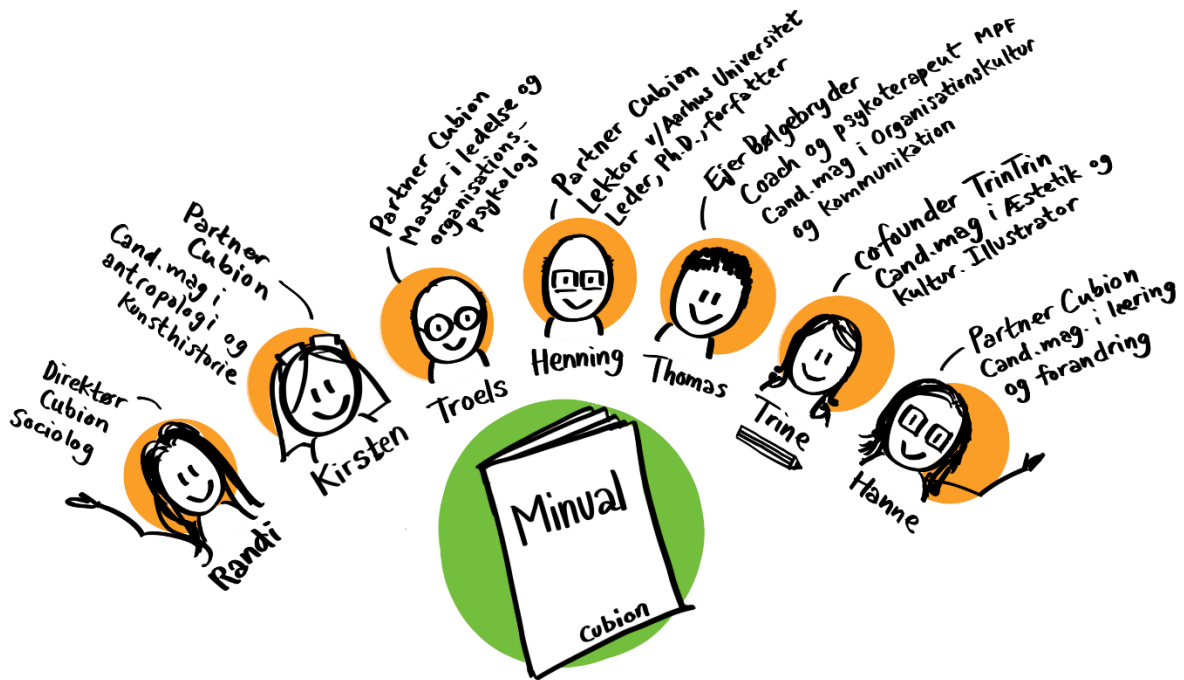 Direktør
Cubion
Sociolog
Randi
Partner
Cubion
Cand.mag i
antropologi og
Kunsthistorie
Kirsten
Partner Cubion
Master i ledelse og
organisations-
psykologi
Troels
Partner Cubion
Lektor v/Aarhus Universitet
Leder, Ph.D., forfatter
Henning
Ejer Bølgebryder
Coach og psykoterapeut MPF
Cand.mag i Organisationskultur
og kommunikation
Thomas
cofounder TrinTrin
Cand.mag i Æstetik og
kultur. Illustrator
Trine
Partner Cubion
Cand.mag. i læring
og forandring
Hanne
Minval
Cubion